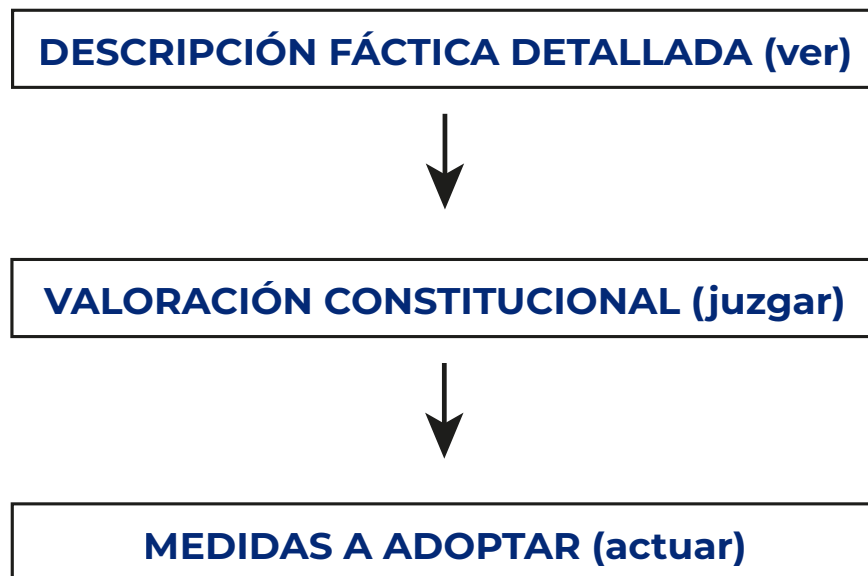 DESCRIPCIÓN FÁCTICA DETALLADA (ver)
VALORACIÓN CONSTITUCIONAL (juzgar)
MEDIDAS A ADOPTAR (actuar)